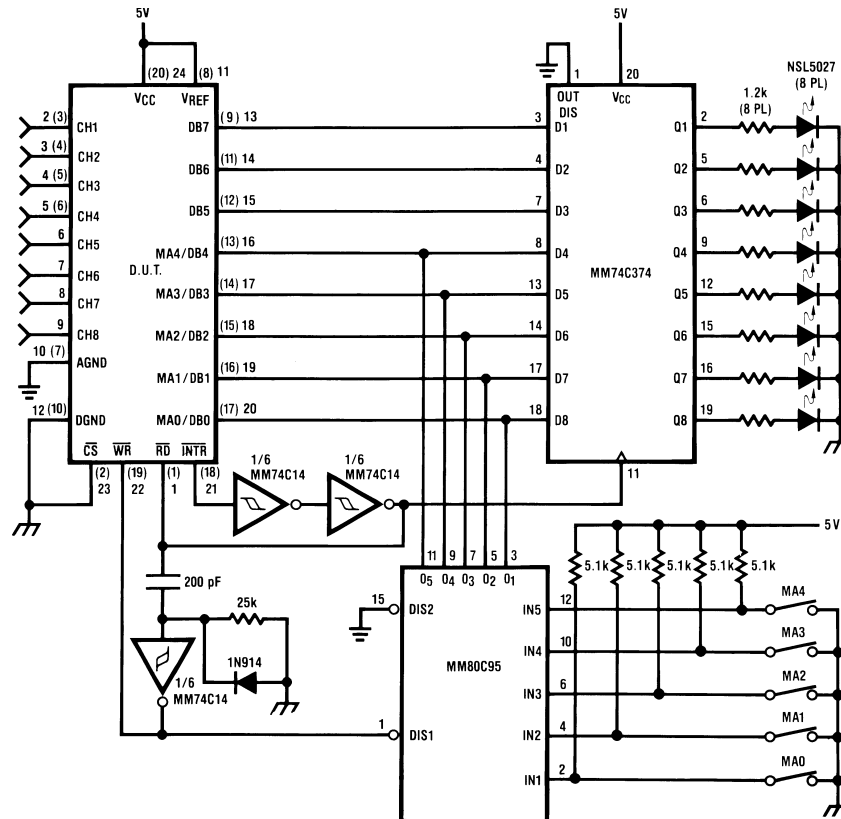 5V
5V
(20) 24 (8) 11
VCC VREF
1 20
OUT DIS VCC
NSL5027
(8 PL)
1.2k
(8 PL)
2 (3) CH1 DB7 (9) 13 3 D1 Q1 2
3 (4) CH2 DB6 (11) 14 4 D2 Q2 5
4 (5) CH3 DB5 (12) 15 7 D3 Q3 6
5 (6) CH4 MA4/DB4 (13) 16 8 D4 Q4 9
6 CH5
D.U.T. MM74C374
7 CH6 MA3/DB3 (14) 17 13 D5 Q5 12
8 CH7 MA2/DB2 (15) 18 14 D6 Q6 15
9 CH8
10 (7) AGND MA1/DB1 (16) 19 17 D7 Q7 16
12 (10) DGND MA0/DB0 (17) 20 18 D8 Q8 19
CS WR RD INTR
(2) (19) (1) (18)
23 22 1 21
1/6
MM74C14
1/6
MM74C14
11
5V
11 9 7 5 3
O5 O4 O3 O2 O1
5.1k 5.1k 5.1k 5.1k 5.1k
200 pF
25k
1N914
1/6
MM74C14
15 DIS2 IN5 12 MA4
IN4 10 MA3
MM80C95
IN3 6 MA2
1 DIS1 IN2 4 MA1
IN1 2 MA0